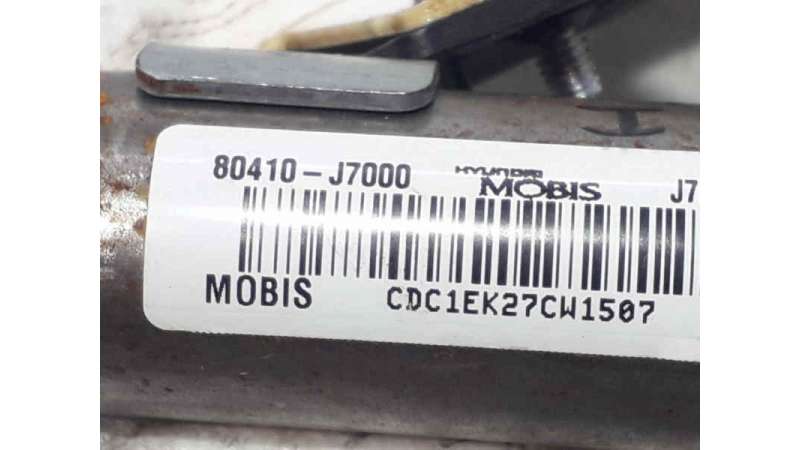 80410-J7000 HYUNDAI MOBIS J7
MOBIS CDC1EK27CW1507